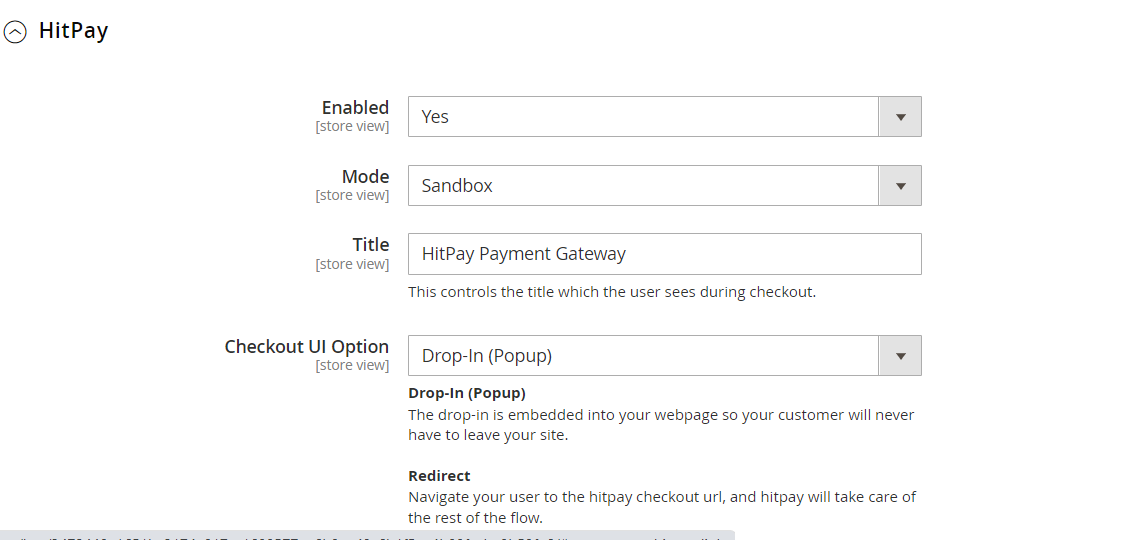 HitPay
Enabled
[store view]
Yes
Mode
[store view]
Sandbox
Title
[store view]
HitPay Payment Gateway
This controls the title which the user sees during checkout.
Checkout UI Option
[store view]
Drop-In (Popup)
Drop-In (Popup)
The drop-in is embedded into your webpage so your customer will never
have to leave your site.
Redirect
Navigate your user to the hitpay checkout url, and hitpay will take care of
the rest of the flow.